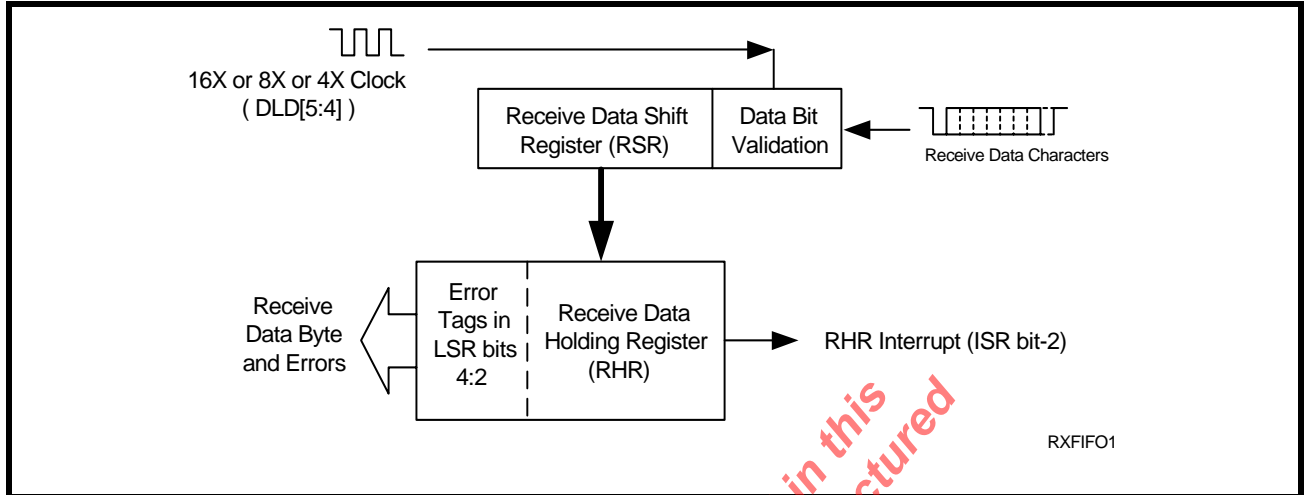 16X or 8X or 4X Clock
( DLD[5:4] )
Receive Data Shift
Register (RSR)
Data Bit
Validation
Receive Data Characters
Receive
Data Byte
and Errors
Error
Tags in
LSR bits
4:2
Receive Data
Holding Register
(RHR)
RHR Interrupt (ISR bit-2)
in this
RXFIFO1